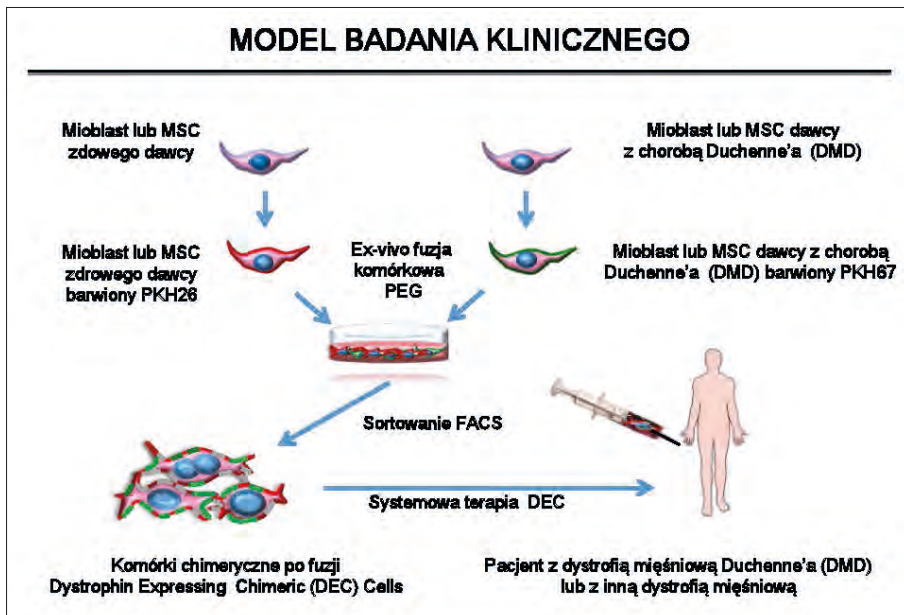 MODEL BADANIA KLINICZNEGO
Mioblast lub MSC
zdowego dawcy
Mioblast lub MSC dawcy
z chorobą Duchenne'a (DMD)
Mioblast lub MSC
zdrowego dawcy
barwiony PKH26
Ex-vivo fuzja
komórkowa
PEG
Mioblast lub MSC dawcy z chorobą
Duchenne'a (DMD) barwiony PKH67
Sortowanie FACS
Systemowa terapia DEC
Komórki chimeryczne po fuzji
Dystrophin Expressing Chimeric (DEC) Cells
Pacjent z dystrofią mięśniową Duchenne'a (DMD)
lub z inną dystrofią mięśniową